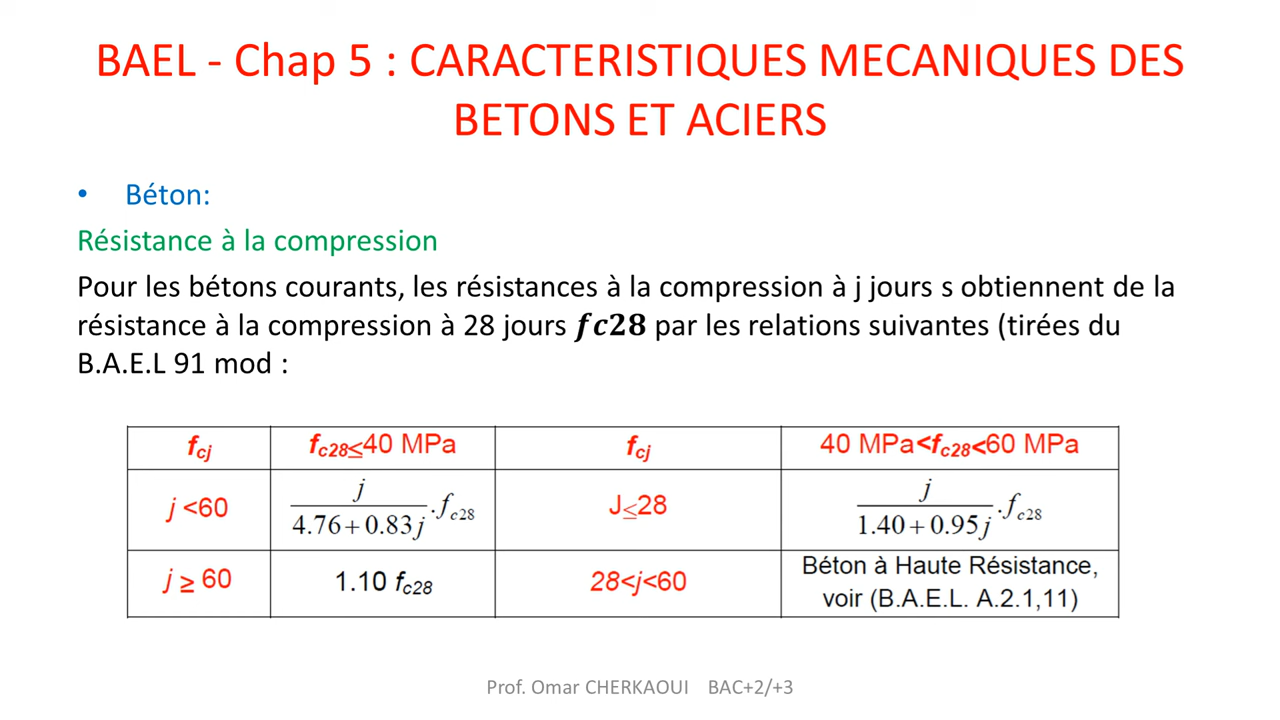 BAEL - Chap 5 : CARACTERISTIQUES MECANIQUES DES
BETONS ET ACIERS
• Béton:
Résistance à la compression
Pour les bétons courants, les résistances à la compression à j jours s obtiennent de la
résistance à la compression à 28 jours fc28 par les relations suivantes (tirées du
B.A.E.L 91 mod :
fcj fc28≤40 MPa fcj 40 MPa<fc28<60 MPa
j <60 j/(4.76+0.83j) .fc28 J≤28 j/(1.40+0.95j) .fc28
j ≥ 60 1.10 fc28 28<j<60 Béton à Haute Résistance,
voir (B.A.E.L. A.2.1,11)
Prof. Omar CHERKAOUI BAC+2/+3